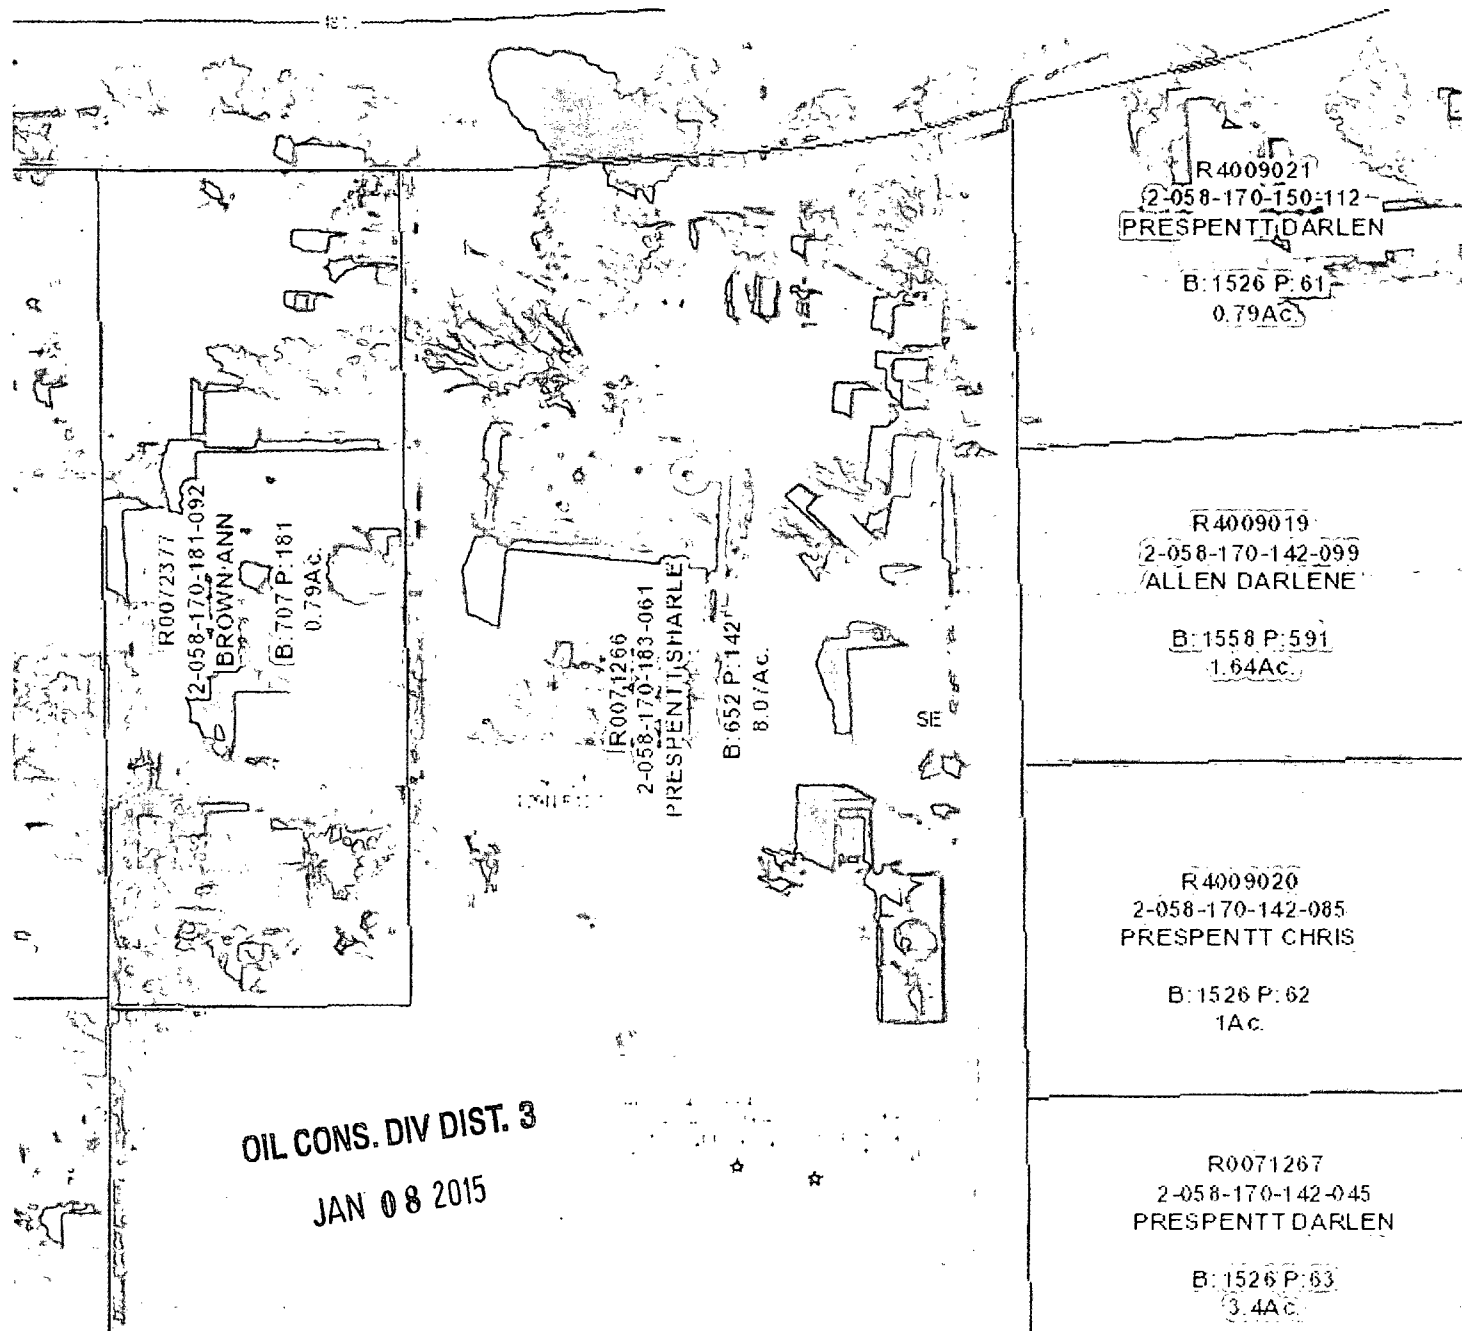 R4009021
2-058-170-150-112
PRESPENTT DARLEN
B: 1526 P: 61
0.79Ac.
R0072377
2-058-170-181-092
BROWN ANN
B: 707 P: 181
0.79Ac.
R0071266
2-058-170-183-061
PRESPENTT SHARLE
B: 652 P: 142
8.07Ac.
SE
R4009019
2-058-170-142-099
ALLEN DARLENE
B: 1558 P: 591
1.64Ac.
R4009020
2-058-170-142-085
PRESPENTT CHRIS
B: 1526 P: 62
1Ac.
OIL CONS. DIV DIST. 3
JAN 08 2015
R0071267
2-058-170-142-045
PRESPENTT DARLEN
B: 1526 P: 63
3.4Ac.